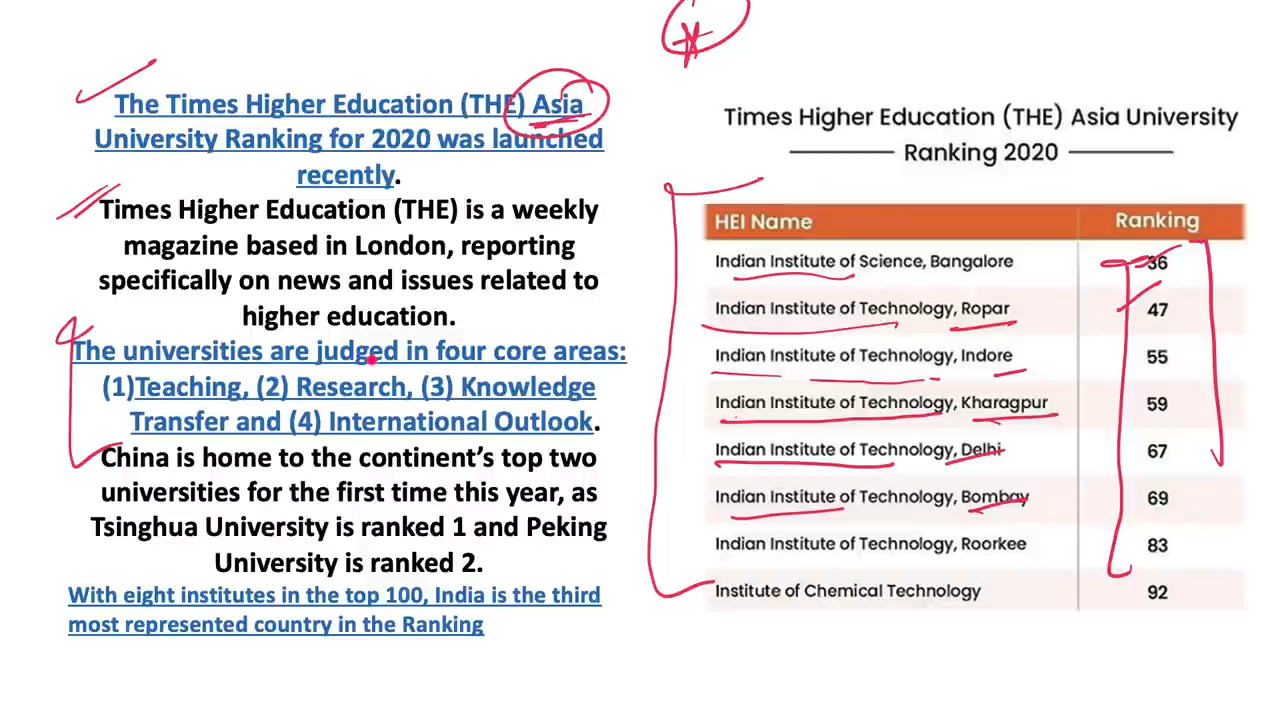 The Times Higher Education (THE) Asia
University Ranking for 2020 was launched
recently.
Times Higher Education (THE) is a weekly
magazine based in London, reporting
specifically on news and issues related to
higher education.
The universities are judged in four core areas:
(1)Teaching, (2) Research, (3) Knowledge
Transfer and (4) International Outlook.
China is home to the continent's top two
universities for the first time this year, as
Tsinghua University is ranked 1 and Peking
University is ranked 2.
With eight institutes in the top 100, India is the third
most represented country in the Ranking
Times Higher Education (THE) Asia University
Ranking 2020
HEI Name Ranking
Indian Institute of Science, Bangalore 36
Indian Institute of Technology, Ropar 47
Indian Institute of Technology, Indore 55
Indian Institute of Technology, Kharagpur 59
Indian Institute of Technology, Delhi 67
Indian Institute of Technology, Bombay 69
Indian Institute of Technology, Roorkee 83
Institute of Chemical Technology 92